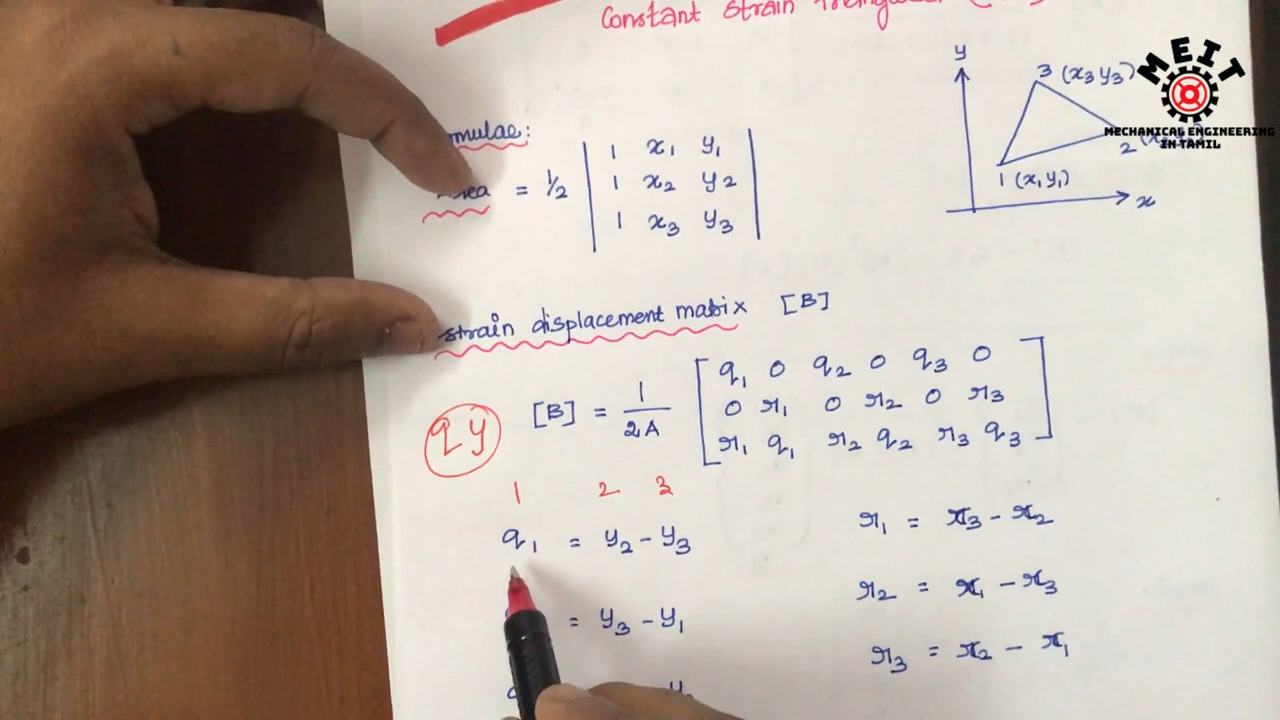 Constant Strain
MEIT
MECHANICAL ENGINEERING
IN TAMIL
y
3 (x3 y3)
2
1 (x1 y1)
x
mulae:
= 1/2 | 1 x1 y1 |
| 1 x2 y2 |
| 1 x3 y3 |
strain displacement matrix [B]
[B] = 1/2A [ q1 0 q2 0 q3 0 ]
[ 0 r1 0 r2 0 r3 ]
[ r1 q1 r2 q2 r3 q3 ]
qy
1 2 3
q1 = y2 - y3
r1 = x3 - x2
= y3 - y1
r2 = x1 - x3
r3 = x2 - x1